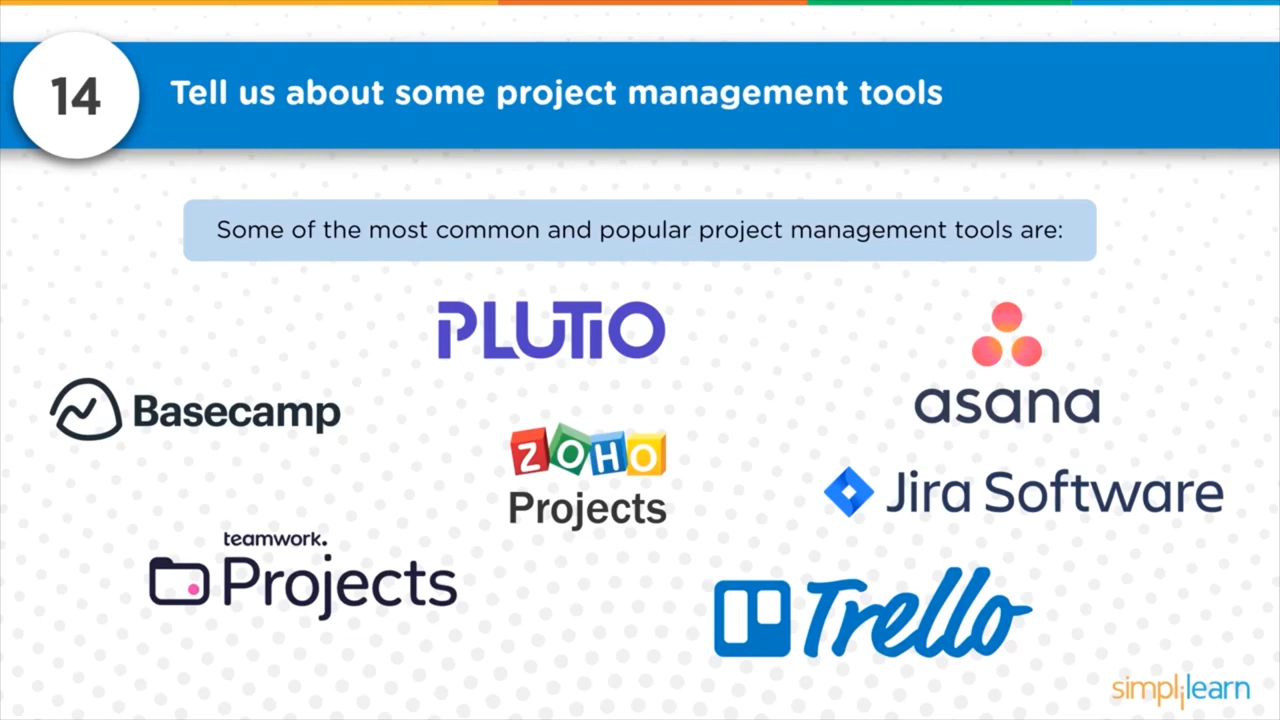 14
Tell us about some project management tools
Some of the most common and popular project management tools are:
PLUTIO
asana
Basecamp
ZOHO
Projects
Jira Software
teamwork.
Projects
Trello
simplilearn